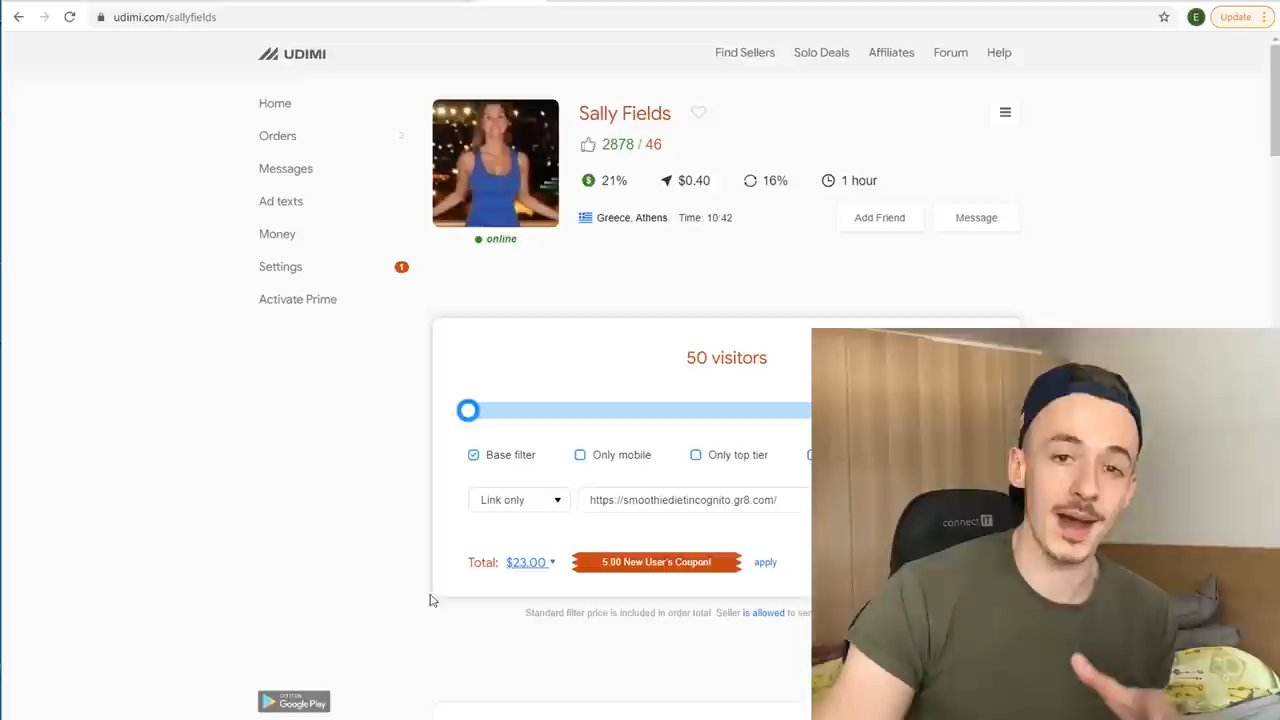 udimi.com/sallyfields
E
Update
UDIMI
Find Sellers
Solo Deals
Affiliates
Forum
Help
Home
Orders
2
Messages
Ad texts
Money
Settings
1
Activate Prime
Sally Fields
2878 / 46
$
21%
$0.40
16%
1 hour
Greece, Athens.
Time: 10:42
Add Friend
Message
online
50 visitors
Base filter
Only mobile
Only top tier
Link only
https://smoothiedietincognito.gr8.com/
Total:
$23.00
5.00 New User's Coupon!
apply
Standard filter price is included in order total. Seller is allowed to
connect IT
Google Play